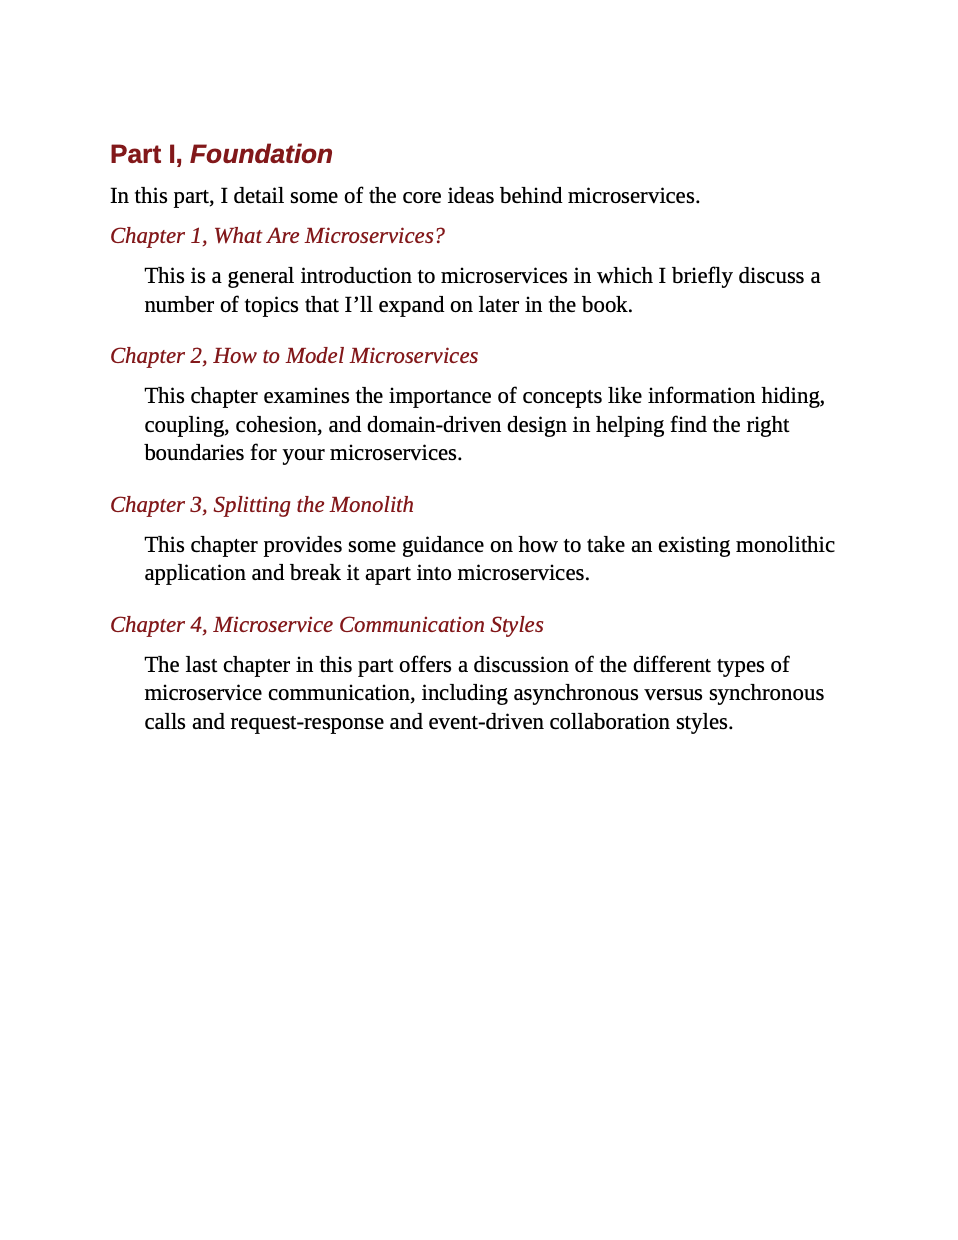 Part I, Foundation
In this part, I detail some of the core ideas behind microservices.
Chapter 1, What Are Microservices?
This is a general introduction to microservices in which I briefly discuss a
number of topics that I’ll expand on later in the book.
Chapter 2, How to Model Microservices
This chapter examines the importance of concepts like information hiding,
coupling, cohesion, and domain-driven design in helping find the right
boundaries for your microservices.
Chapter 3, Splitting the Monolith
This chapter provides some guidance on how to take an existing monolithic
application and break it apart into microservices.
Chapter 4, Microservice Communication Styles
The last chapter in this part offers a discussion of the different types of
microservice communication, including asynchronous versus synchronous
calls and request-response and event-driven collaboration styles.